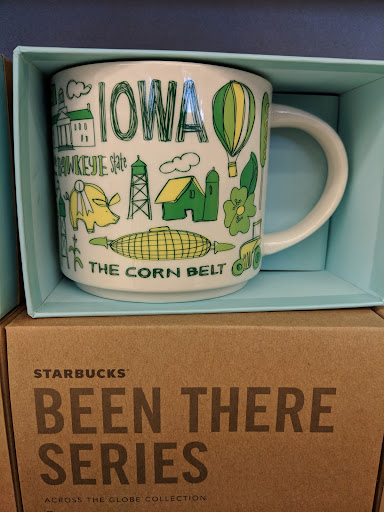 IOWA
HAWKEYE state
THE CORN BELT
STARBUCKS
BEEN THERE
SERIES
ACROSS THE GLOBE COLLECTION